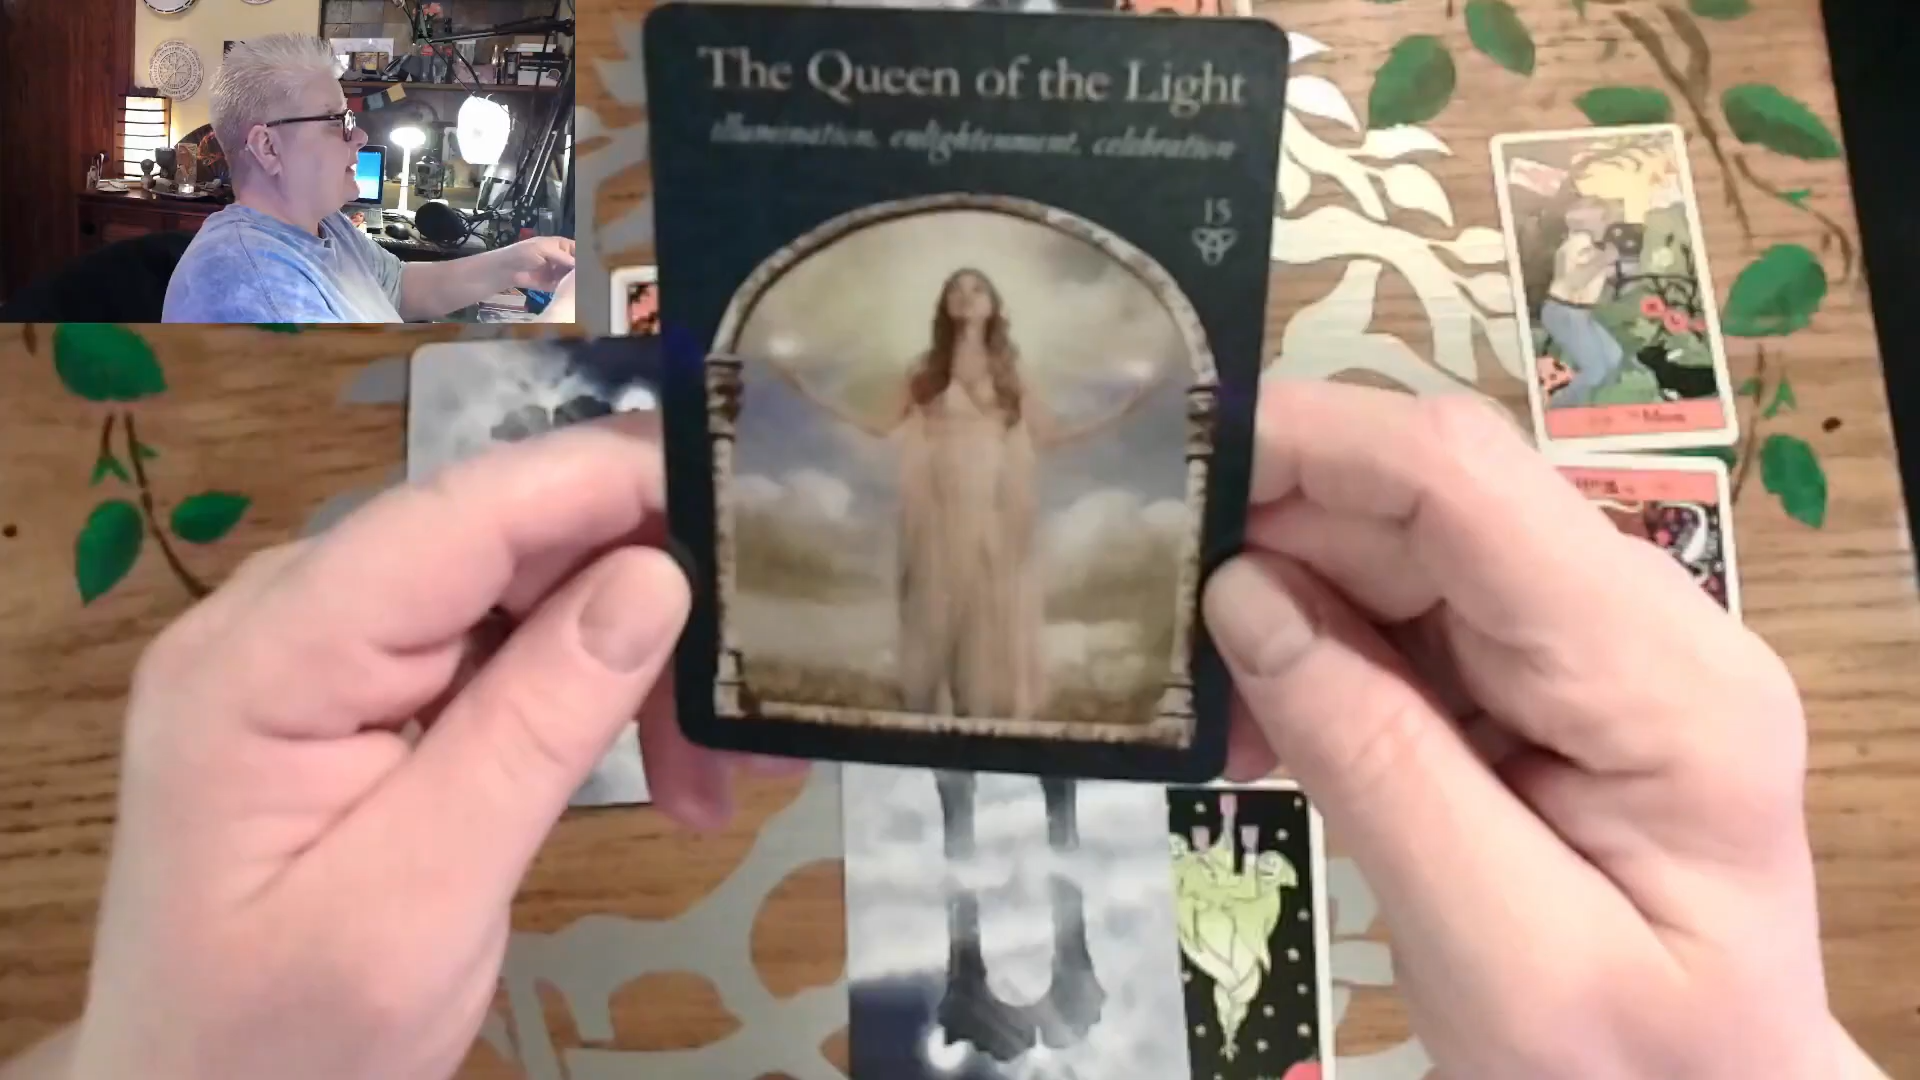 The Queen of the Light
illumination, enlightenment, celebration
15